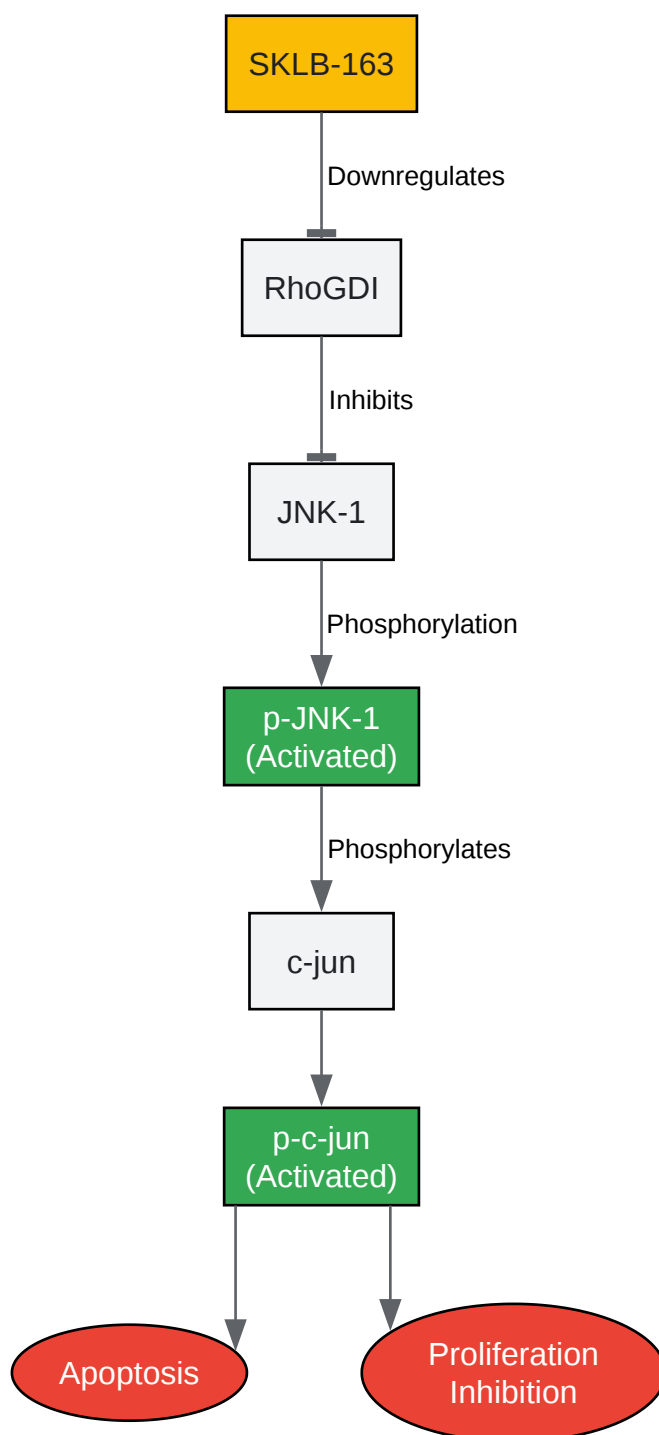 SKLB-163
Downregulates
RhoGDI
Inhibits
JNK-1
Phosphorylation
p-JNK-1
(Activated)
Phosphorylates
c-jun
p-c-jun
(Activated)
Apoptosis
Proliferation
Inhibition